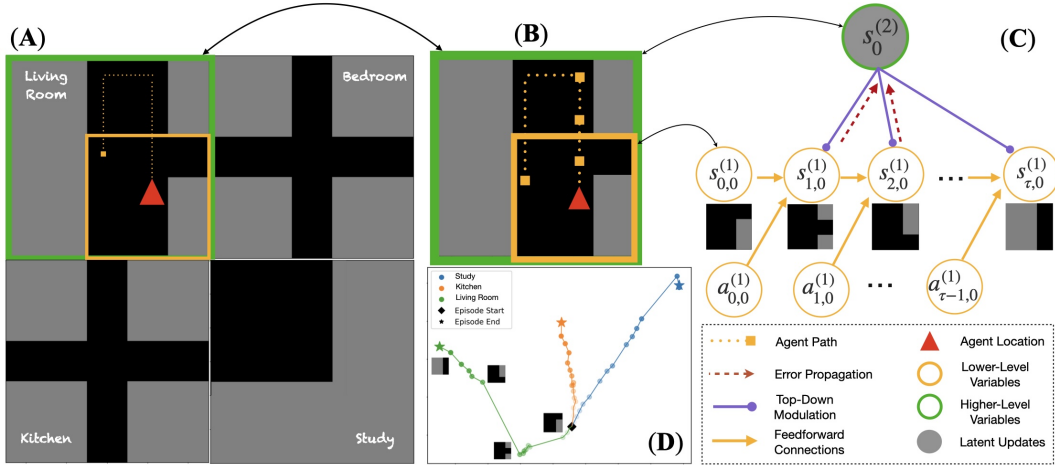 (A)
Living
Room
Bedroom
Kitchen
Study
(B)
(C)
s_0^(2)
s_{0,0}^(1)
s_{1,0}^(1)
s_{2,0}^(1)
...
s_{τ,0}^(1)
a_{0,0}^(1)
a_{1,0}^(1)
...
a_{τ−1,0}^(1)
Study
Kitchen
Living Room
Episode Start
Episode End
(D)
Agent Path
Agent Location
Error Propagation
Lower-Level
Variables
Top-Down
Modulation
Higher-Level
Variables
Feedforward
Connections
Latent Updates